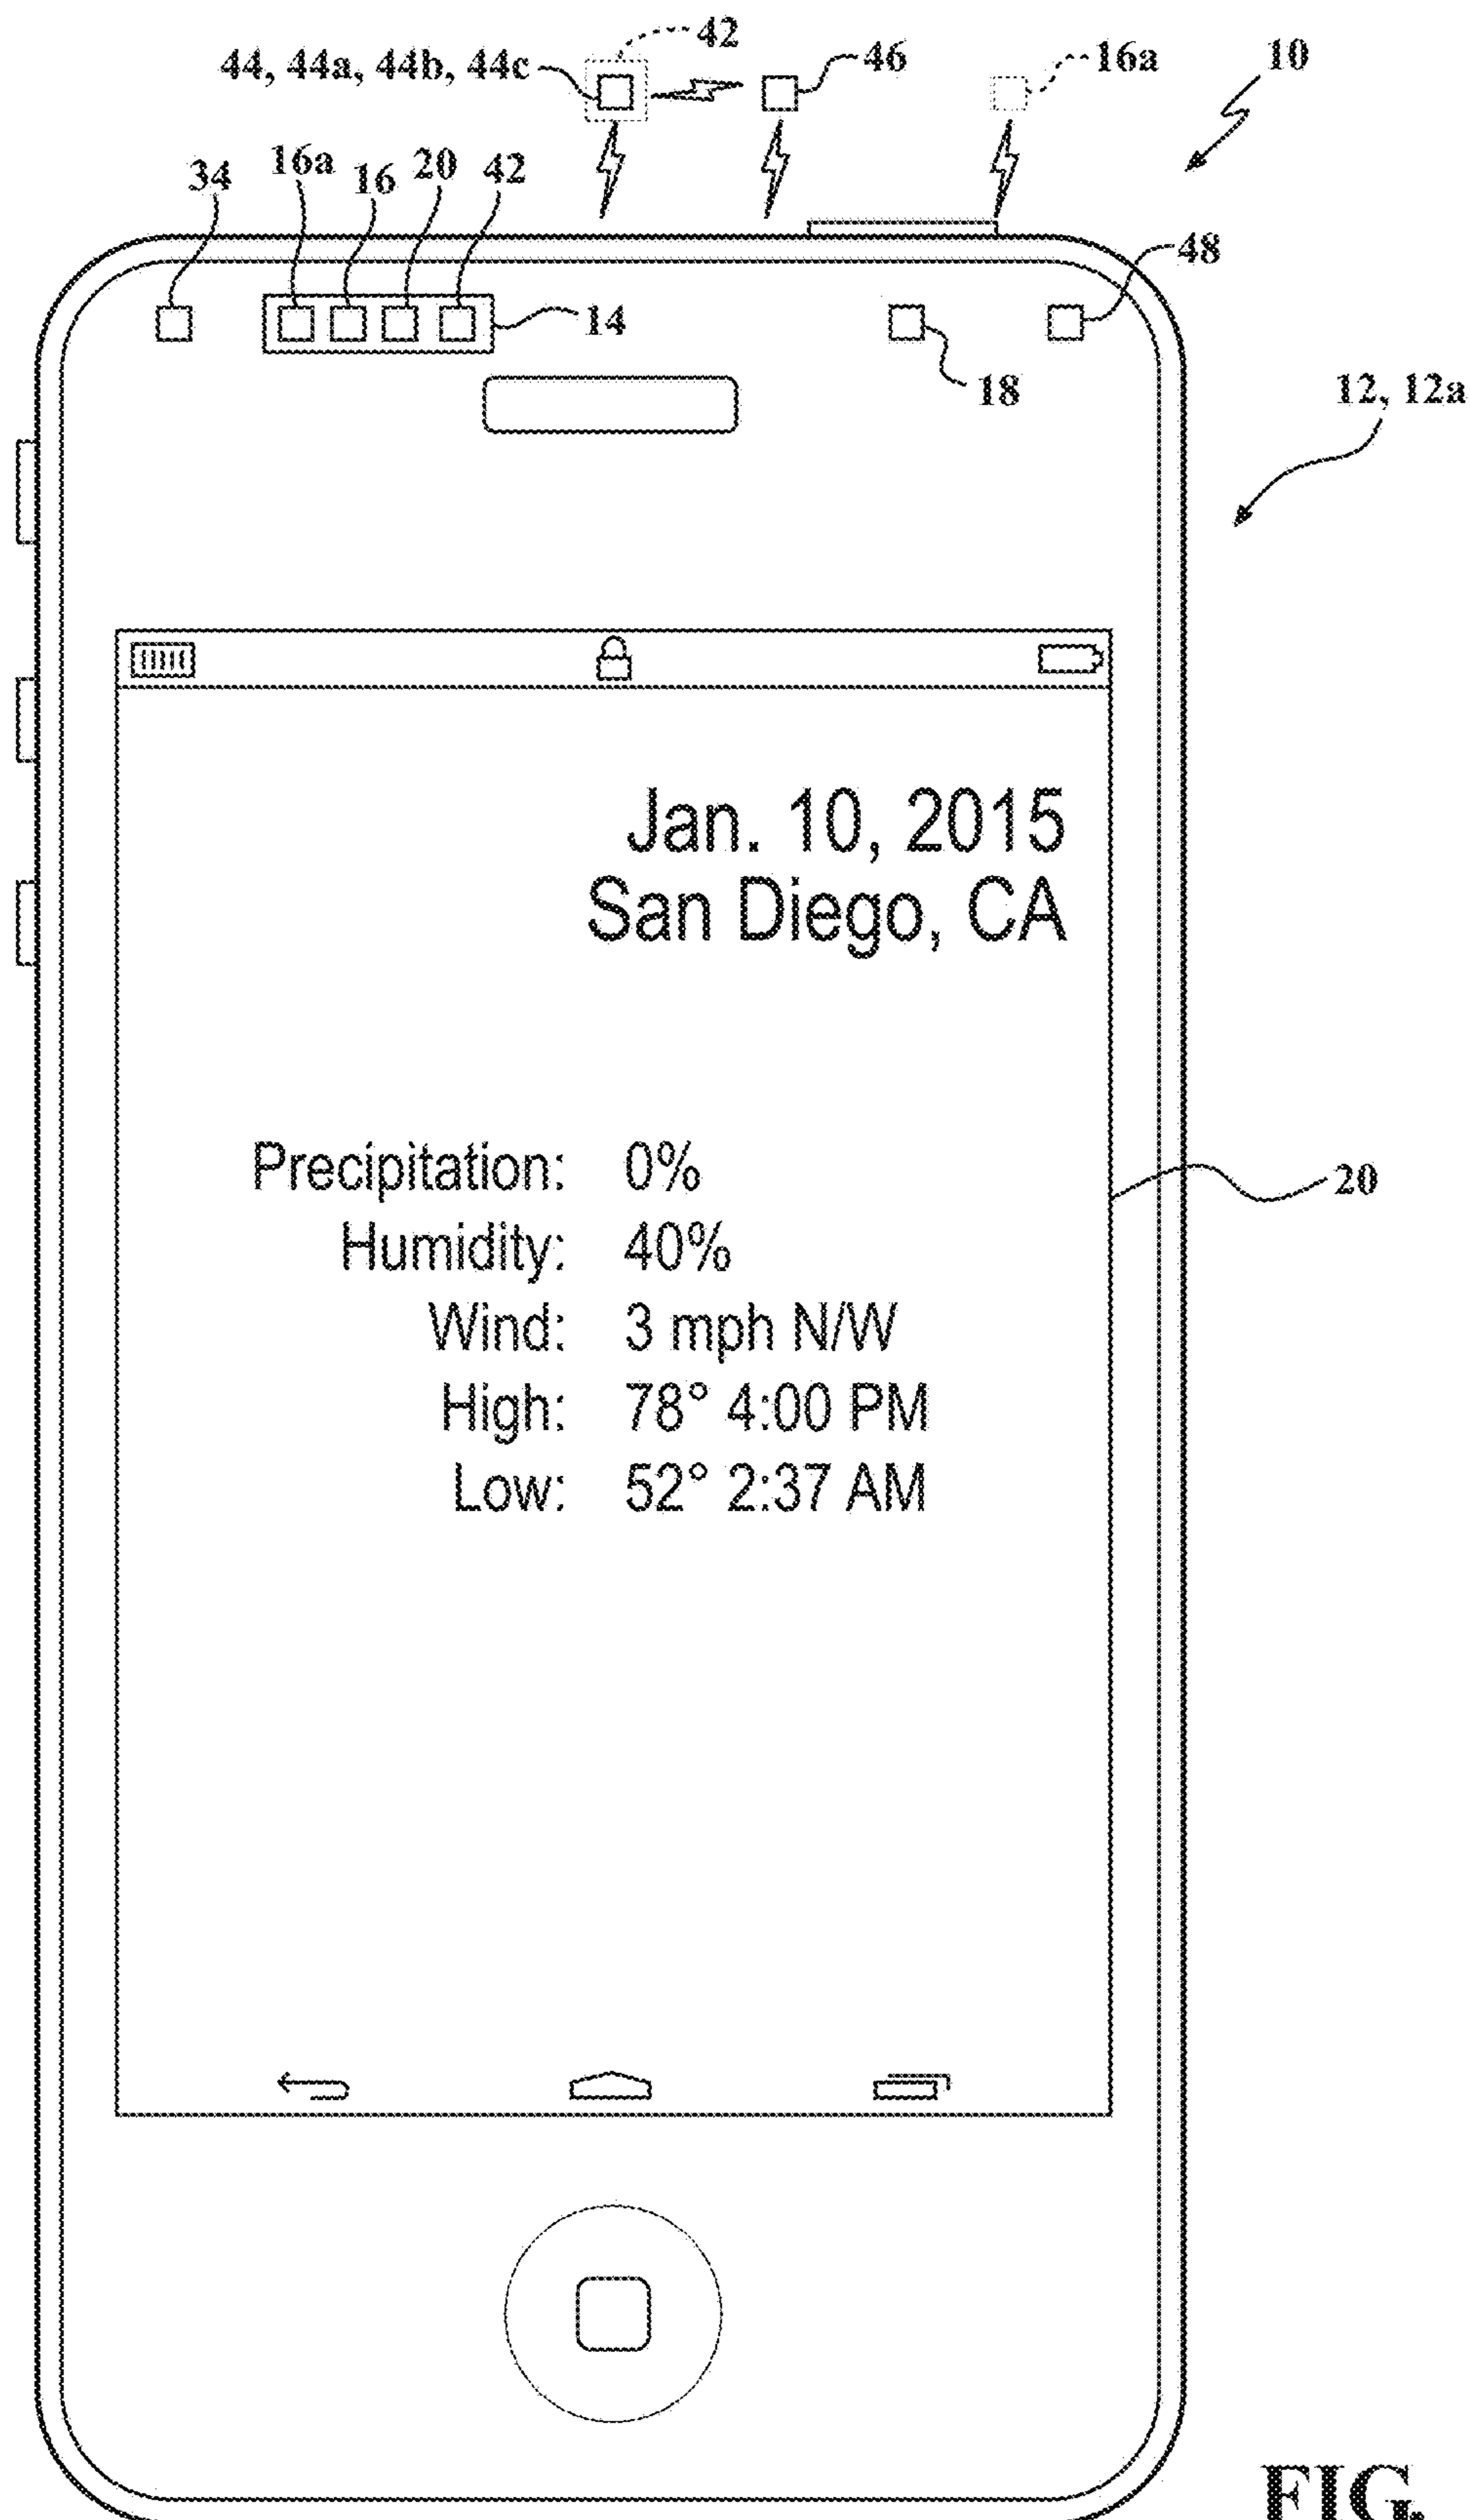 42
44, 44a, 44b, 44c
46
16a
10
34
16a
16
20
42
48
14
18
12, 12a
Jan. 10, 2015
San Diego, CA
Precipitation: 0%
20
Humidity: 40%
Wind: 3 mph N/W
High: 78° 4:00 PM
Low: 52° 2:37 AM
FIG.